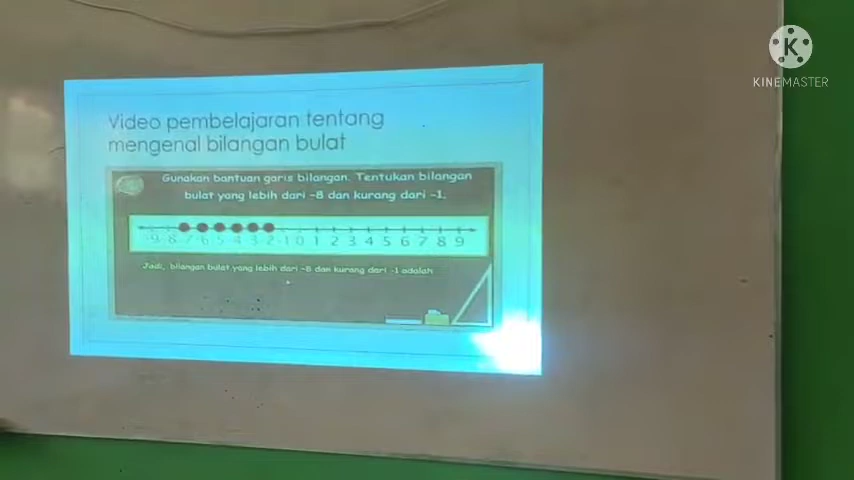 K
KINEMASTER
Video pembelajaran tentang
mengenal bilangan bulat
Gunakan bantuan garis bilangan. Tentukan bilangan
bulat yang lebih dari -8 dan kurang dari -1.
-9 -8 -7 -6 -5 -4 -3 -2 -1 0 1 2 3 4 5 6 7 8 9
Jadi, bilangan bulat yang lebih dari -8 dan kurang dari -1 adalah